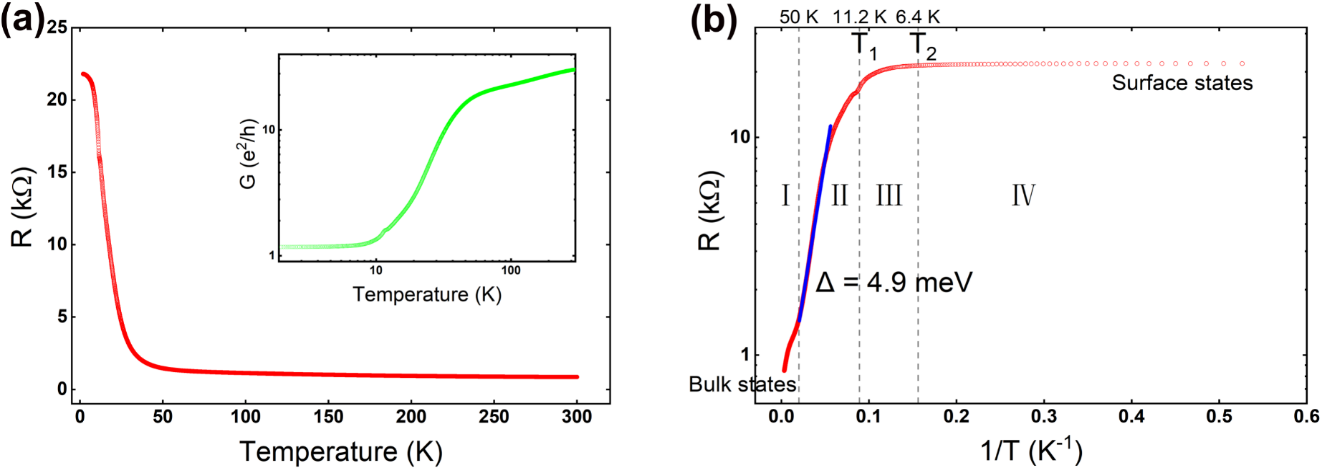 (a)
25
20
15
10
5
0
R (kΩ)
0 50 100 150 200 250 300
Temperature (K)
10
1
G (e²/h)
10 100
Temperature (K)
(b)
50 K 11.2 K 6.4 K
T₁ T₂
Surface states
10
1
R (kΩ)
I II III IV
Δ = 4.9 meV
Bulk states
0.0 0.1 0.2 0.3 0.4 0.5 0.6
1/T (K⁻¹)